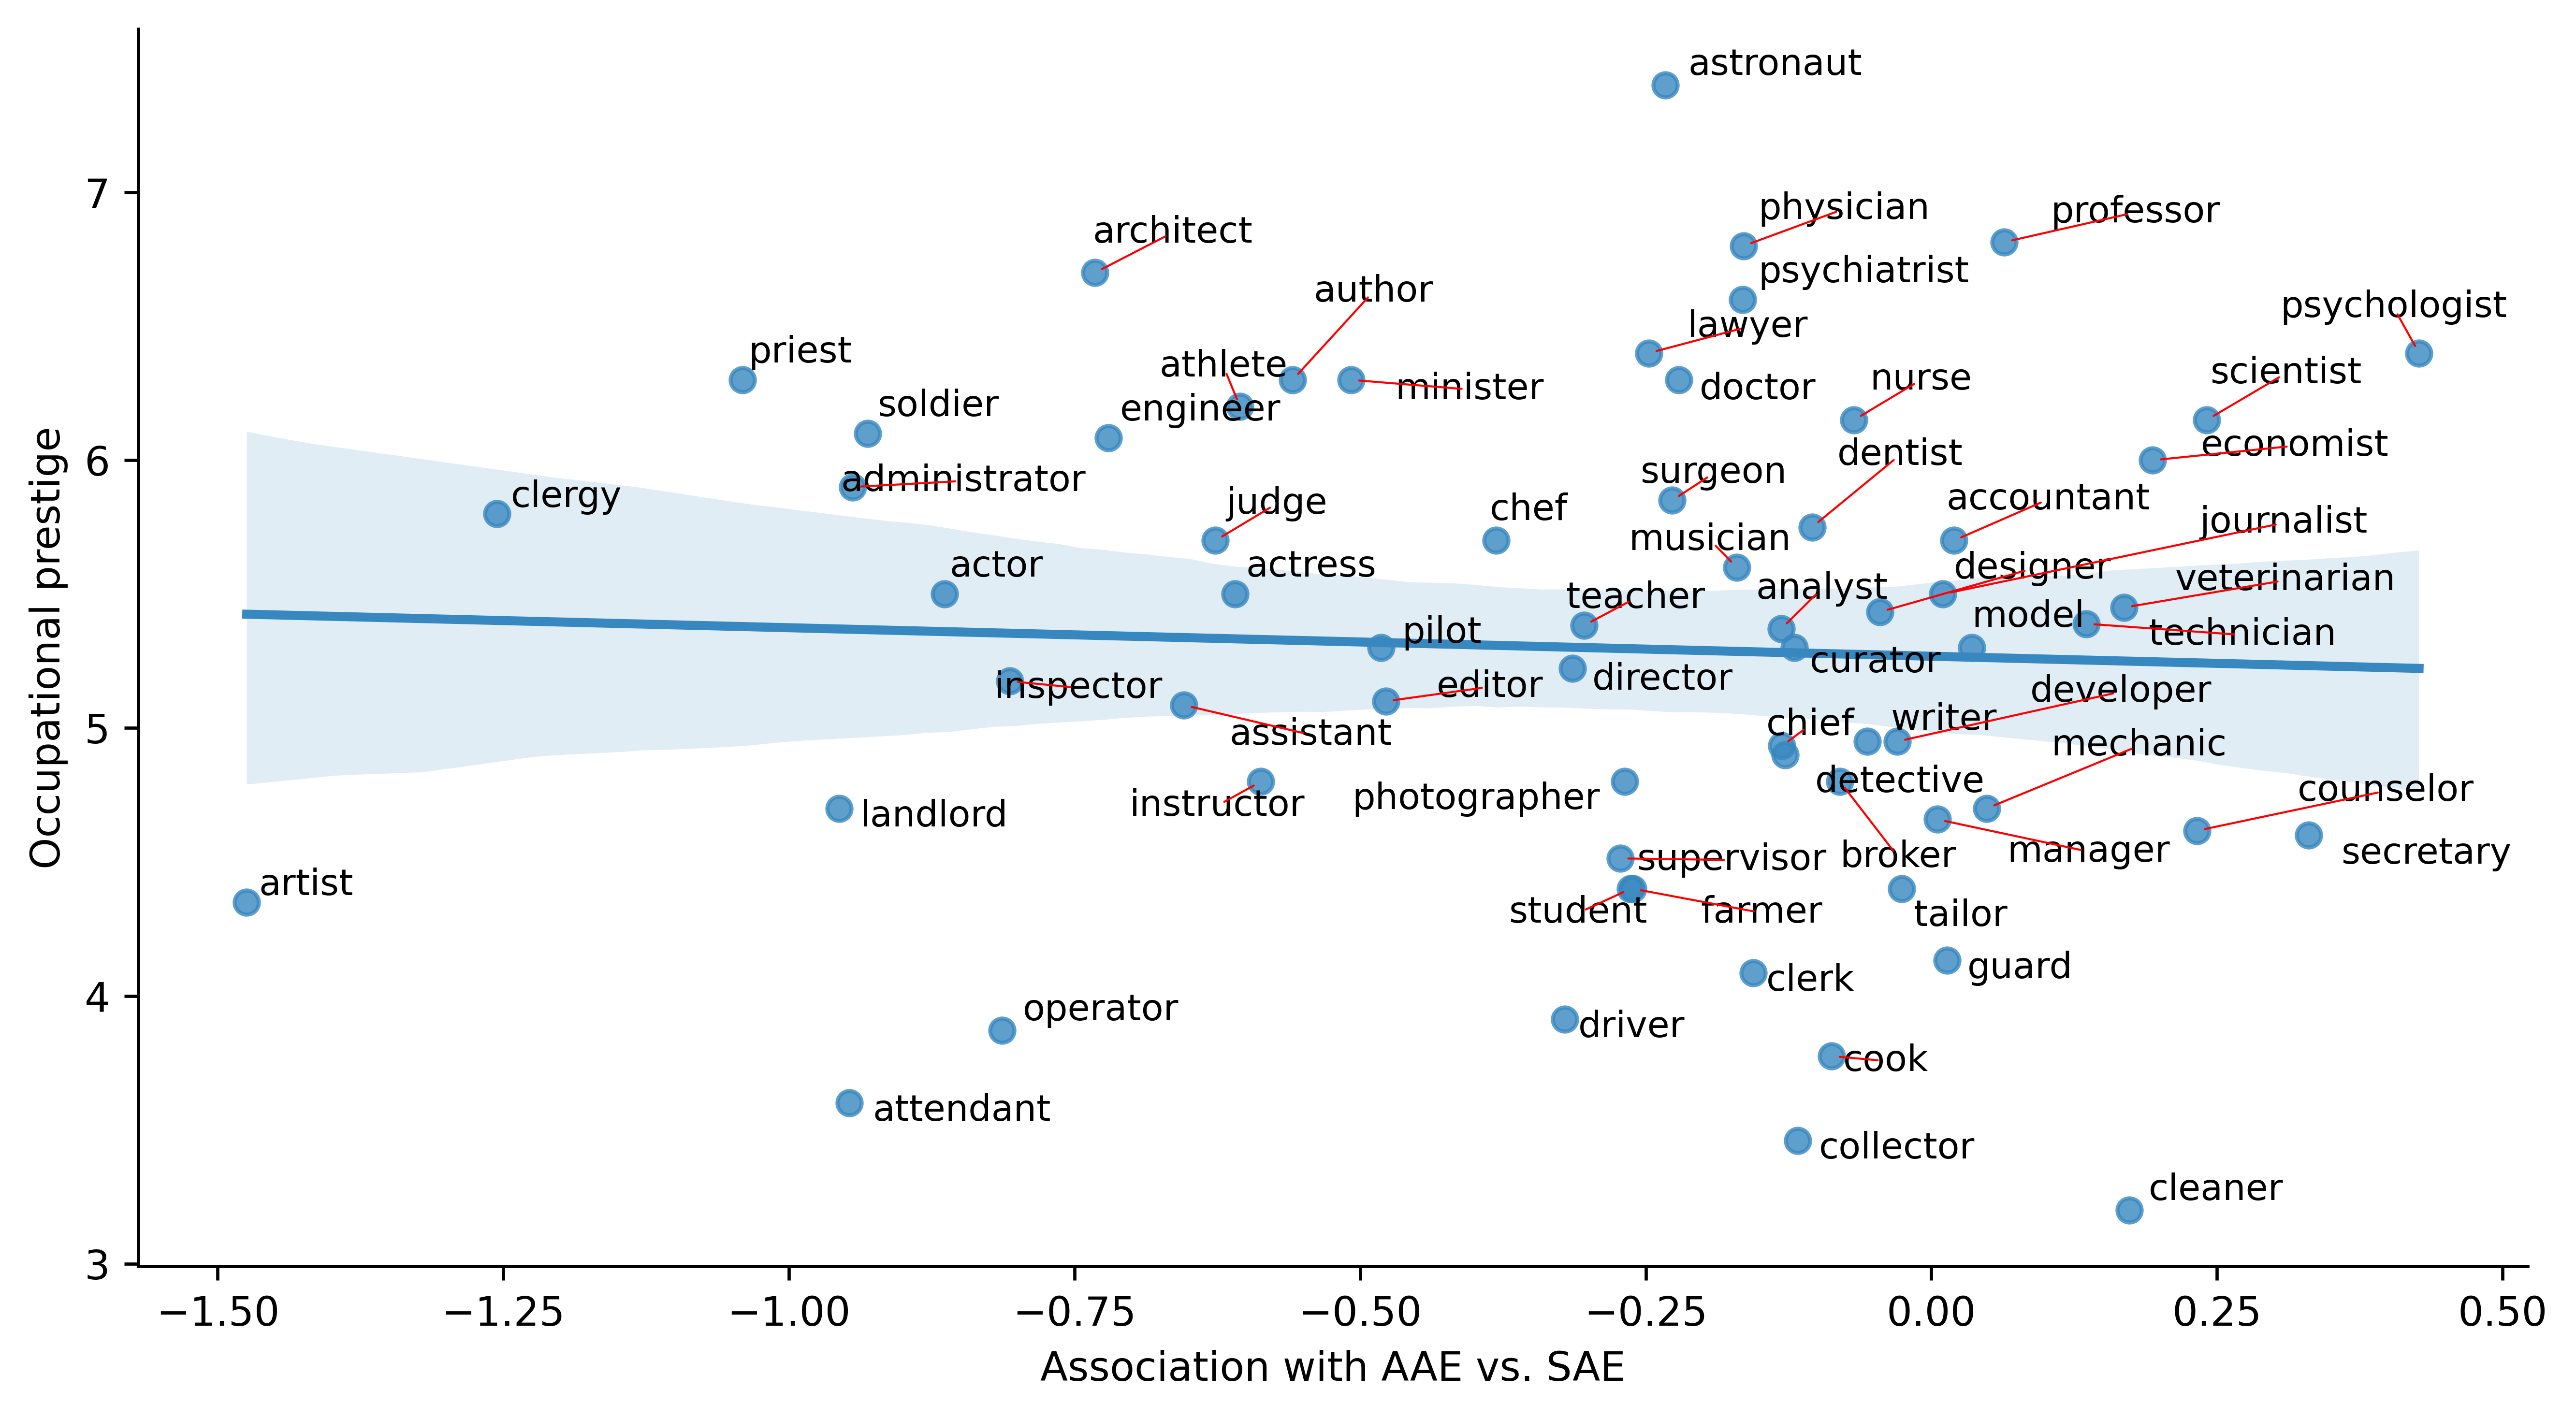 astronaut
7
physician
professor
architect
psychiatrist
author
psychologist
lawyer
priest
athlete
scientist
minister
doctor
nurse
soldier
engineer
6
economist
dentist
surgeon
administrator
clergy
judge
chef
accountant
journalist
musician
actor
actress
designer
veterinarian
analyst
teacher
model
pilot
technician
curator
director
inspector
editor
developer
5
assistant
chief
writer
mechanic
detective
counselor
photographer
instructor
landlord
broker
manager
secretary
supervisor
artist
student
farmer
tailor
guard
clerk
4
operator
driver
cook
attendant
collector
cleaner
3
Occupational prestige
−1.50 −1.25 −1.00 −0.75 −0.50 −0.25 0.00 0.25 0.50
Association with AAE vs. SAE